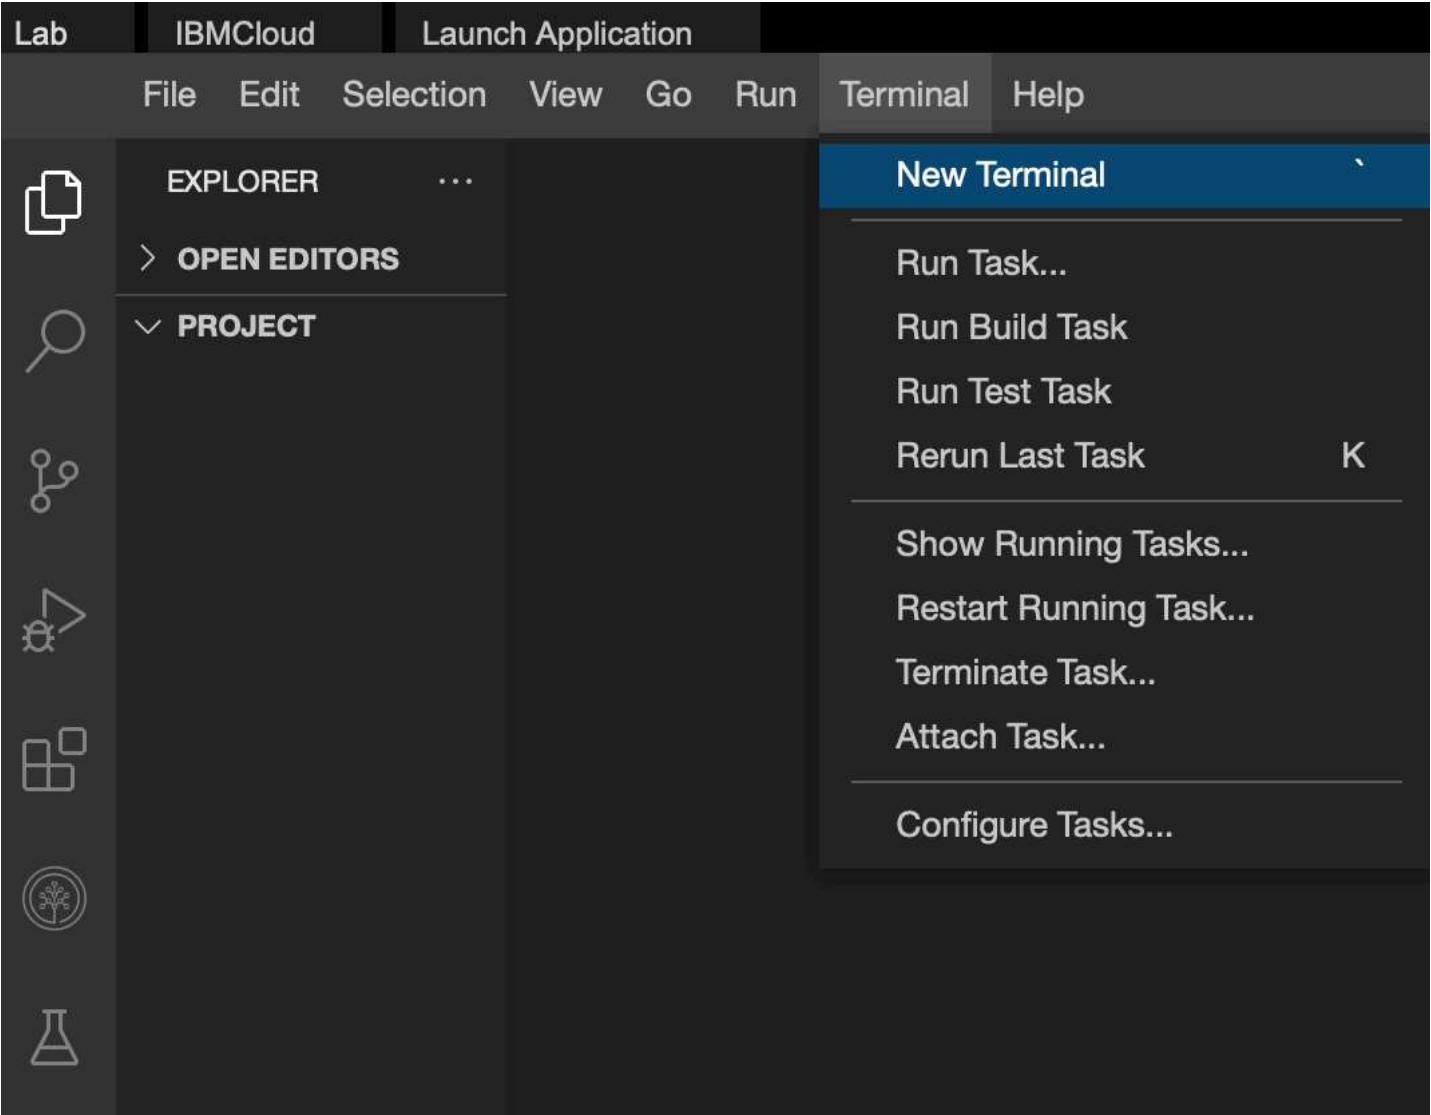 Lab IBMCloud Launch Application
File Edit Selection View Go Run Terminal Help
EXPLORER ...
OPEN EDITORS
PROJECT
New Terminal `
Run Task...
Run Build Task
Run Test Task
Rerun Last Task K
Show Running Tasks...
Restart Running Task...
Terminate Task...
Attach Task...
Configure Tasks...